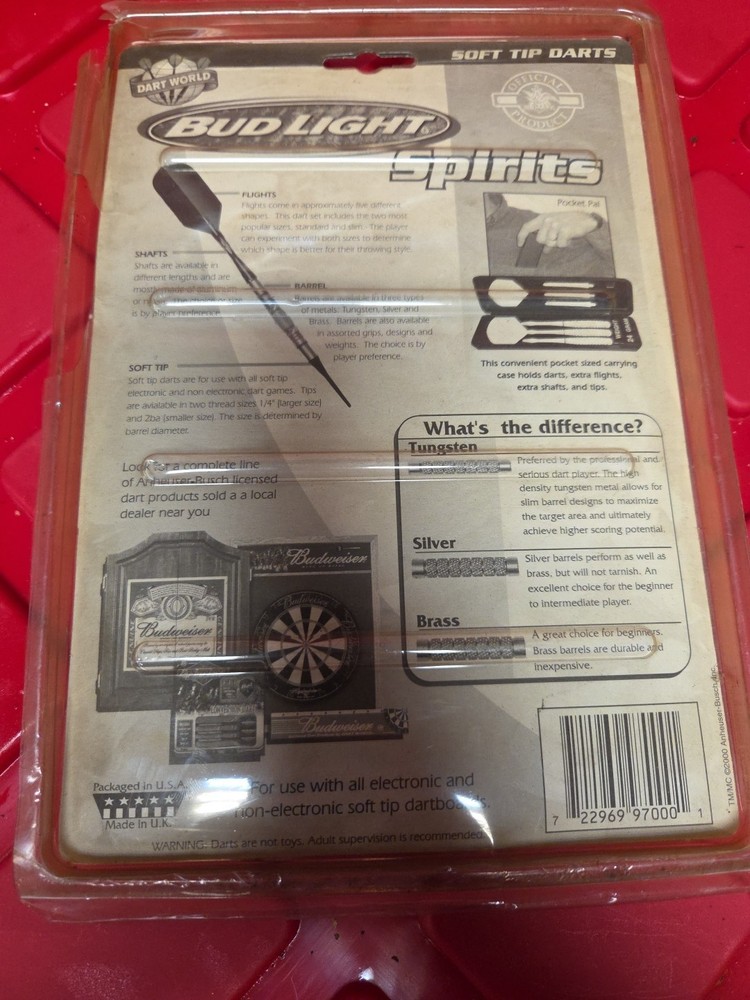 SOFT TIP DARTS
DART WORLD
OFFICIAL
PRODUCT
BUD LIGHT
Spirits
FLIGHTS
Flights come in approximately five different
shapes. This dart set includes the two most
popular sizes, standard and slim - The player
can experiment with both sizes to determine
which shape is better for their throwing style.
Pocket Pal
SHAFTS
Shafts are available in
different lengths and are
mostly made of aluminum
or The choice or size
is by player preference.
BARREL
Barrels are available in three types
of metals: Tungsten, Silver and
Brass. Barrels are also available
in assorted grips, designs and
weights. The choice is by
player preference.
This convenient pocket sized carrying
case holds darts, extra flights,
extra shafts, and tips.
SOFT TIP
Soft tip darts are for use with all soft tip
electronic and non electronic dart games. Tips
are available in two thread sizes 1/4" (larger size)
and 2ba (smaller size). The size is determined by
barrel diameter.
Look for a complete line
of Anheuser-Busch licensed
dart products sold a a local
dealer near you
What's the difference?
Tungsten
Preferred by the professional and
serious dart player. The high
density tungsten metal allows for
slim barrel designs to maximize
the target area and ultimately
achieve higher scoring potential.
Silver
Silver barrels perform as well as
brass, but will not tarnish. An
excellent choice for the beginner
to intermediate player.
Brass
A great choice for beginners.
Brass barrels are durable and
inexpensive.
Budweiser
Budweiser
Budweiser
Packaged in U.S.A.
Made in U.K.
For use with all electronic and
non-electronic soft tip dartboards.
WARNING: Darts are not toys. Adult supervision is recommended.
7 22969 97000 1
TM/MC ©2000 Anheuser-Busch, Inc.